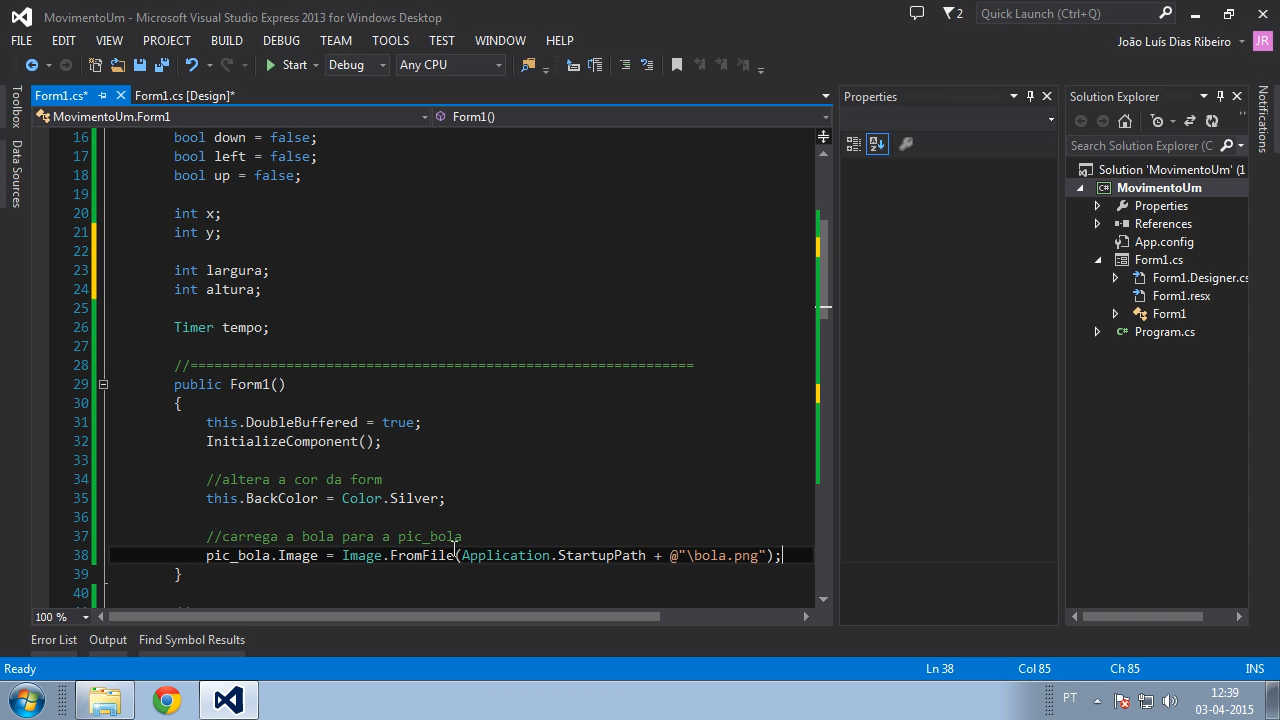 MovimentoUm - Microsoft Visual Studio Express 2013 for Windows Desktop
2
Quick Launch (Ctrl+Q)
FILE EDIT VIEW PROJECT BUILD DEBUG TEAM TOOLS TEST WINDOW HELP
João Luís Dias Ribeiro JR
Start Debug Any CPU
Toolbox
Data Sources
Form1.cs* Form1.cs [Design]*
MovimentoUm.Form1 Form1()
16 bool down = false;
17 bool left = false;
18 bool up = false;
19
20 int x;
21 int y;
22
23 int largura;
24 int altura;
25
26 Timer tempo;
27
28 //===============================================================
29 public Form1()
30 {
31 this.DoubleBuffered = true;
32 InitializeComponent();
33
34 //altera a cor da form
35 this.BackColor = Color.Silver;
36
37 //carrega a bola para a pic_bola
38 pic_bola.Image = Image.FromFile(Application.StartupPath + @"\bola.png");
39 }
40
100 %
Properties
Solution Explorer
Search Solution Explorer (C
Solution 'MovimentoUm' (1
MovimentoUm
Properties
References
App.config
Form1.cs
Form1.Designer.cs
Form1.resx
Form1
Program.cs
Notifications
Error List Output Find Symbol Results
Ready Ln 38 Col 85 Ch 85 INS
PT
12:39
03-04-2015